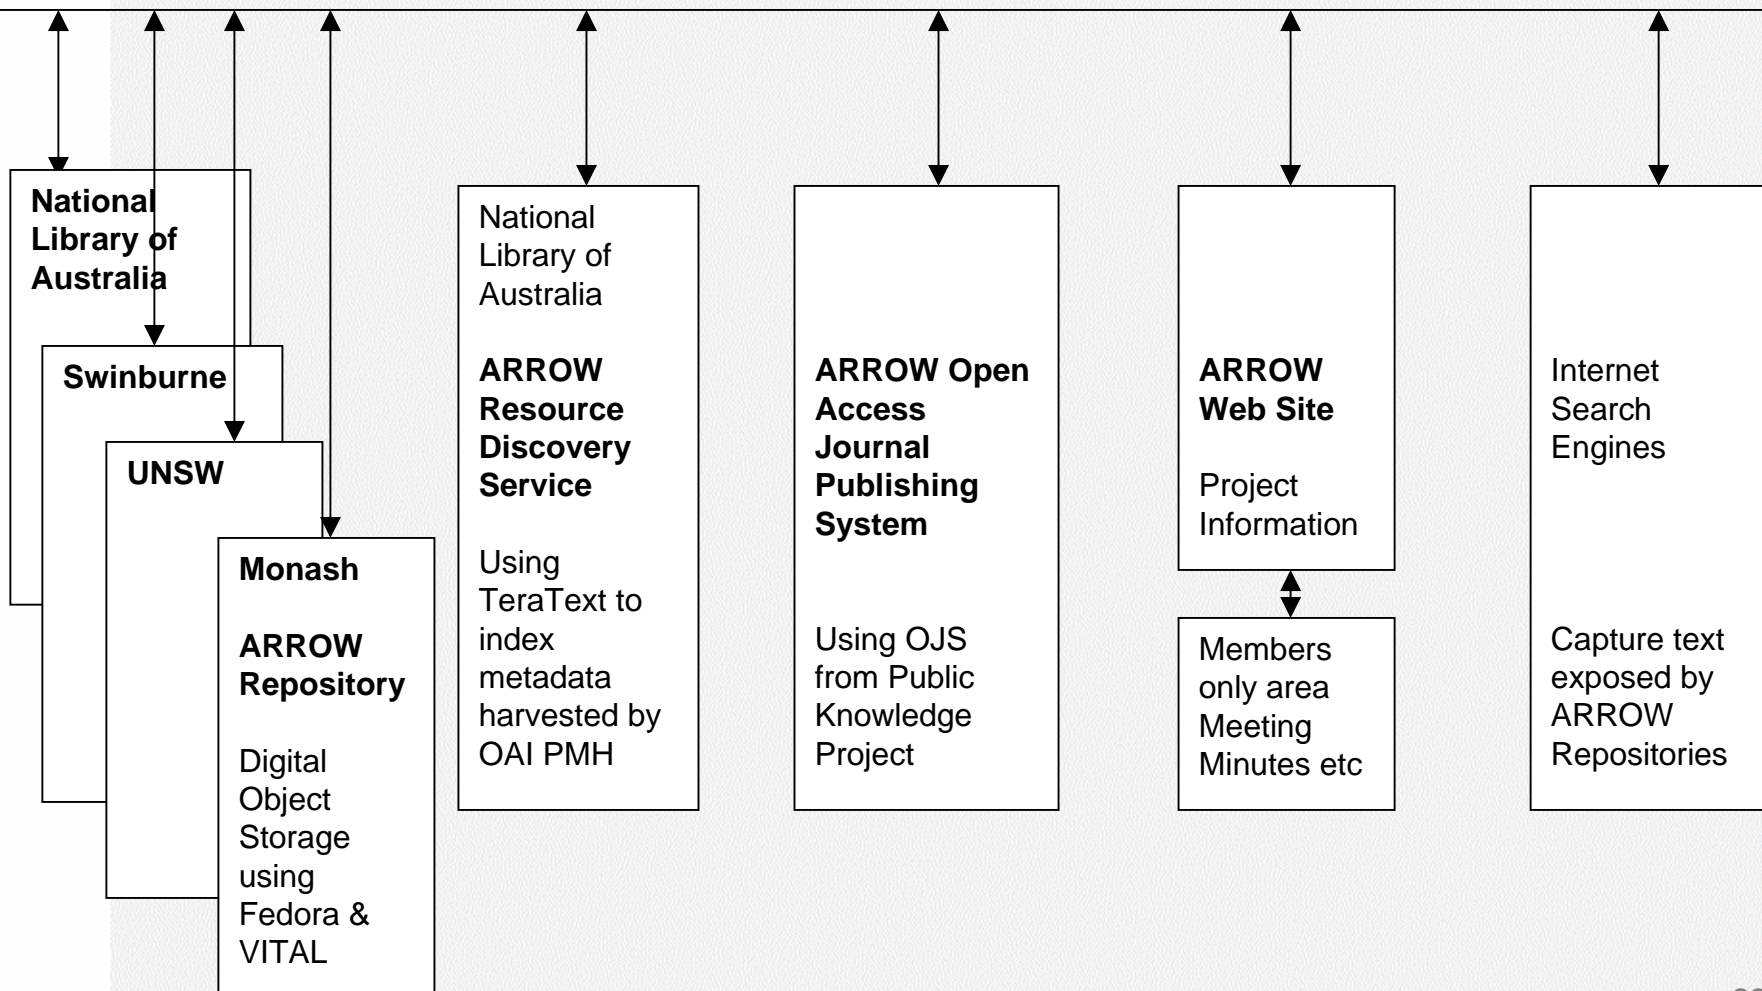 National
Library of
Australia
Swinburne
UNSW
Monash
ARROW
Repository
Digital
Object
Storage
using
Fedora &
VITAL
National
Library of
Australia
ARROW
Resource
Discovery
Service
Using
TeraText to
index
metadata
harvested by
OAI PMH
ARROW Open
Access
Journal
Publishing
System
Using OJS
from Public
Knowledge
Project
ARROW
Web Site
Project
Information
Members
only area
Meeting
Minutes etc
Internet
Search
Engines
Capture text
exposed by
ARROW
Repositories